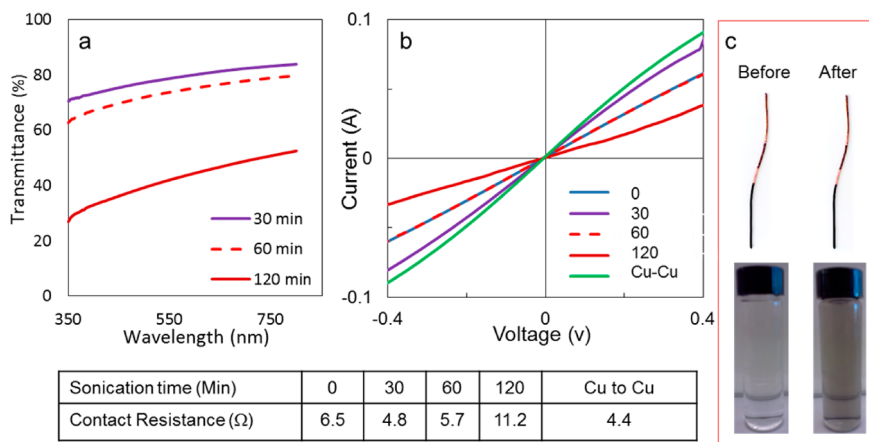 a
100
80
60
40
20
0
Transmittance (%)
30 min
60 min
120 min
350
550
750
Wavelength (nm)
b
0.1
0
-0.1
Current (A)
0
30
60
120
Cu-Cu
-0.4
0
0.4
Voltage (v)
c
Before
After
Sonication time (Min) 0 30 60 120 Cu to Cu
Contact Resistance (Ω) 6.5 4.8 5.7 11.2 4.4